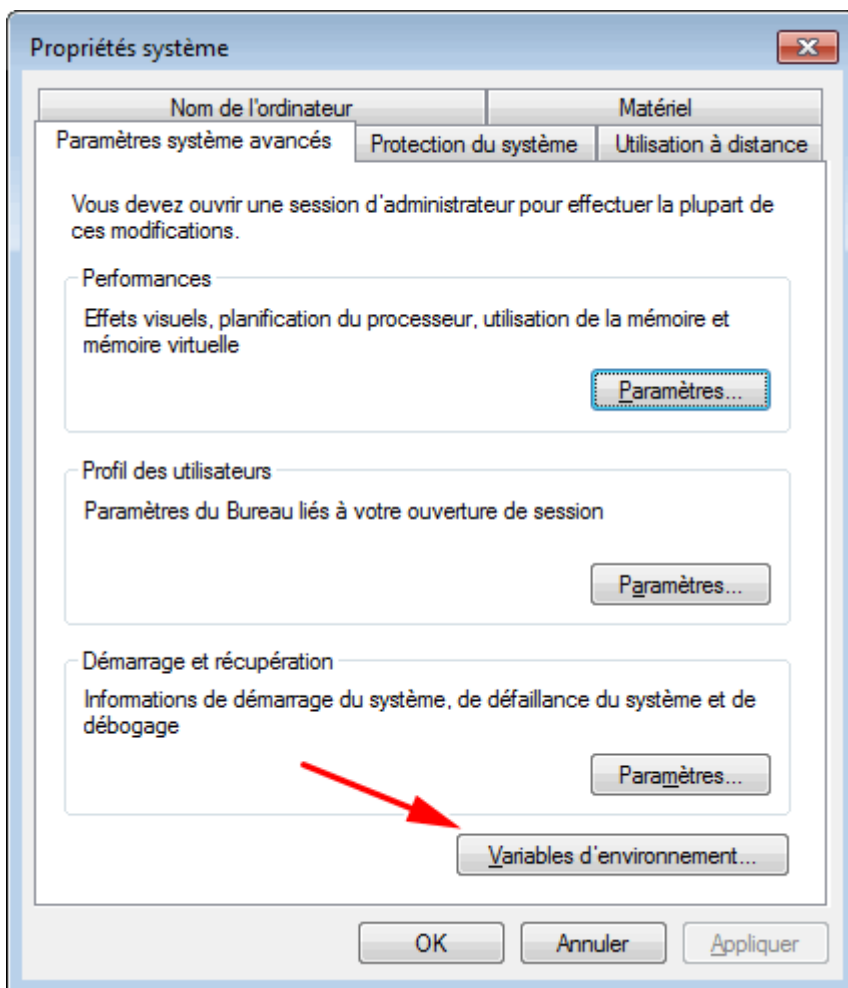 Propriétés système
Nom de l'ordinateur
Matériel
Paramètres système avancés
Protection du système
Utilisation à distance
Vous devez ouvrir une session d'administrateur pour effectuer la plupart de
ces modifications.
Performances
Effets visuels, planification du processeur, utilisation de la mémoire et
mémoire virtuelle
Paramètres...
Profil des utilisateurs
Paramètres du Bureau liés à votre ouverture de session
Paramètres...
Démarrage et récupération
Informations de démarrage du système, de défaillance du système et de
débogage
Paramètres...
Variables d'environnement...
OK
Annuler
Appliquer